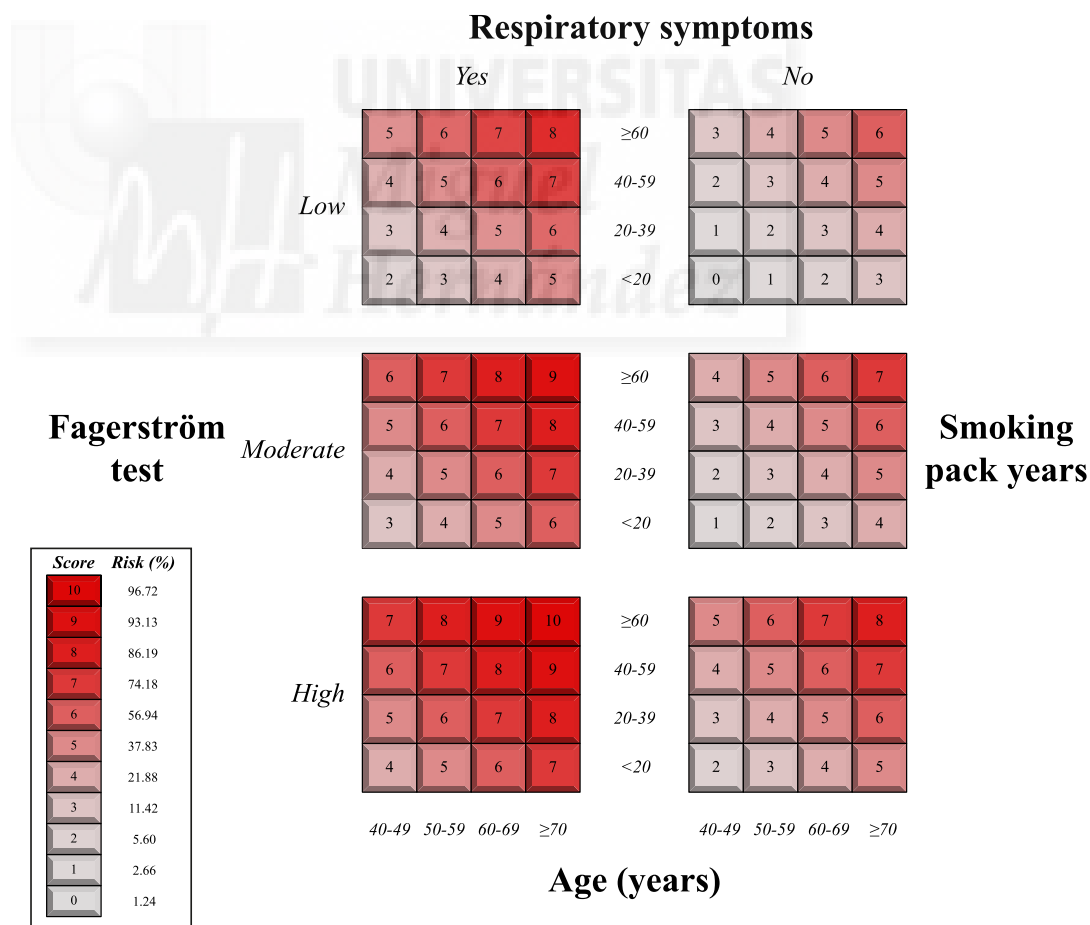 Respiratory symptoms
Yes No
UNIVERSITAS
Miguel
Hernández
5 6 7 8 ≥60 3 4 5 6
4 5 6 7 40-59 2 3 4 5
Low
3 4 5 6 20-39 1 2 3 4
2 3 4 5 <20 0 1 2 3
6 7 8 9 ≥60 4 5 6 7
Fagerström
test
5 6 7 8 40-59 3 4 5 6
Moderate
Smoking
pack years
4 5 6 7 20-39 2 3 4 5
3 4 5 6 <20 1 2 3 4
7 8 9 10 ≥60 5 6 7 8
6 7 8 9 40-59 4 5 6 7
High
5 6 7 8 20-39 3 4 5 6
4 5 6 7 <20 2 3 4 5
40-49 50-59 60-69 ≥70 40-49 50-59 60-69 ≥70
Age (years)
Score Risk (%)
10 96.72
9 93.13
8 86.19
7 74.18
6 56.94
5 37.83
4 21.88
3 11.42
2 5.60
1 2.66
0 1.24